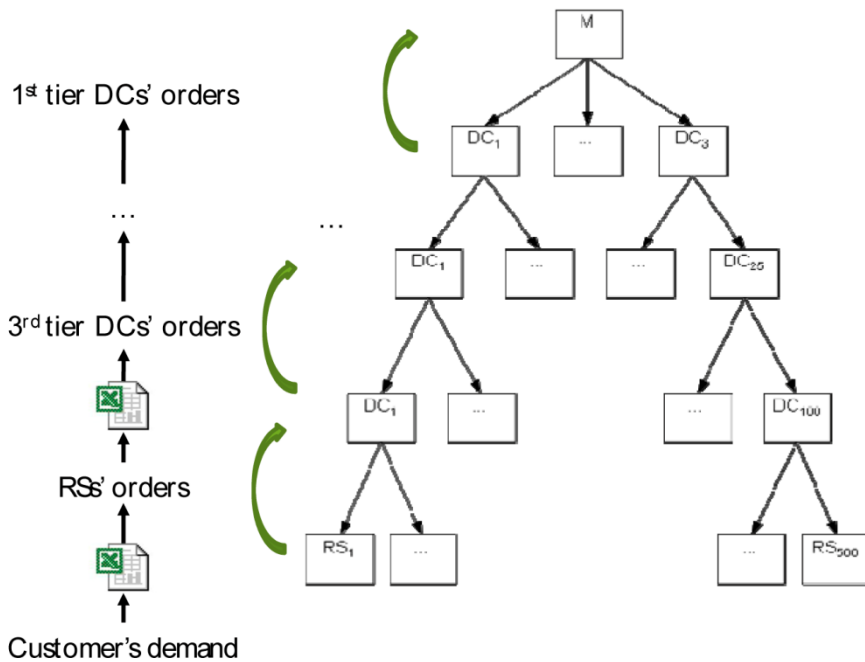 M
1st tier DCs' orders
DC1
...
DC3
...
...
DC1
...
...
DC25
3rd tier DCs' orders
DC1
...
...
DC100
RSs' orders
RS1
...
...
RS500
Customer's demand